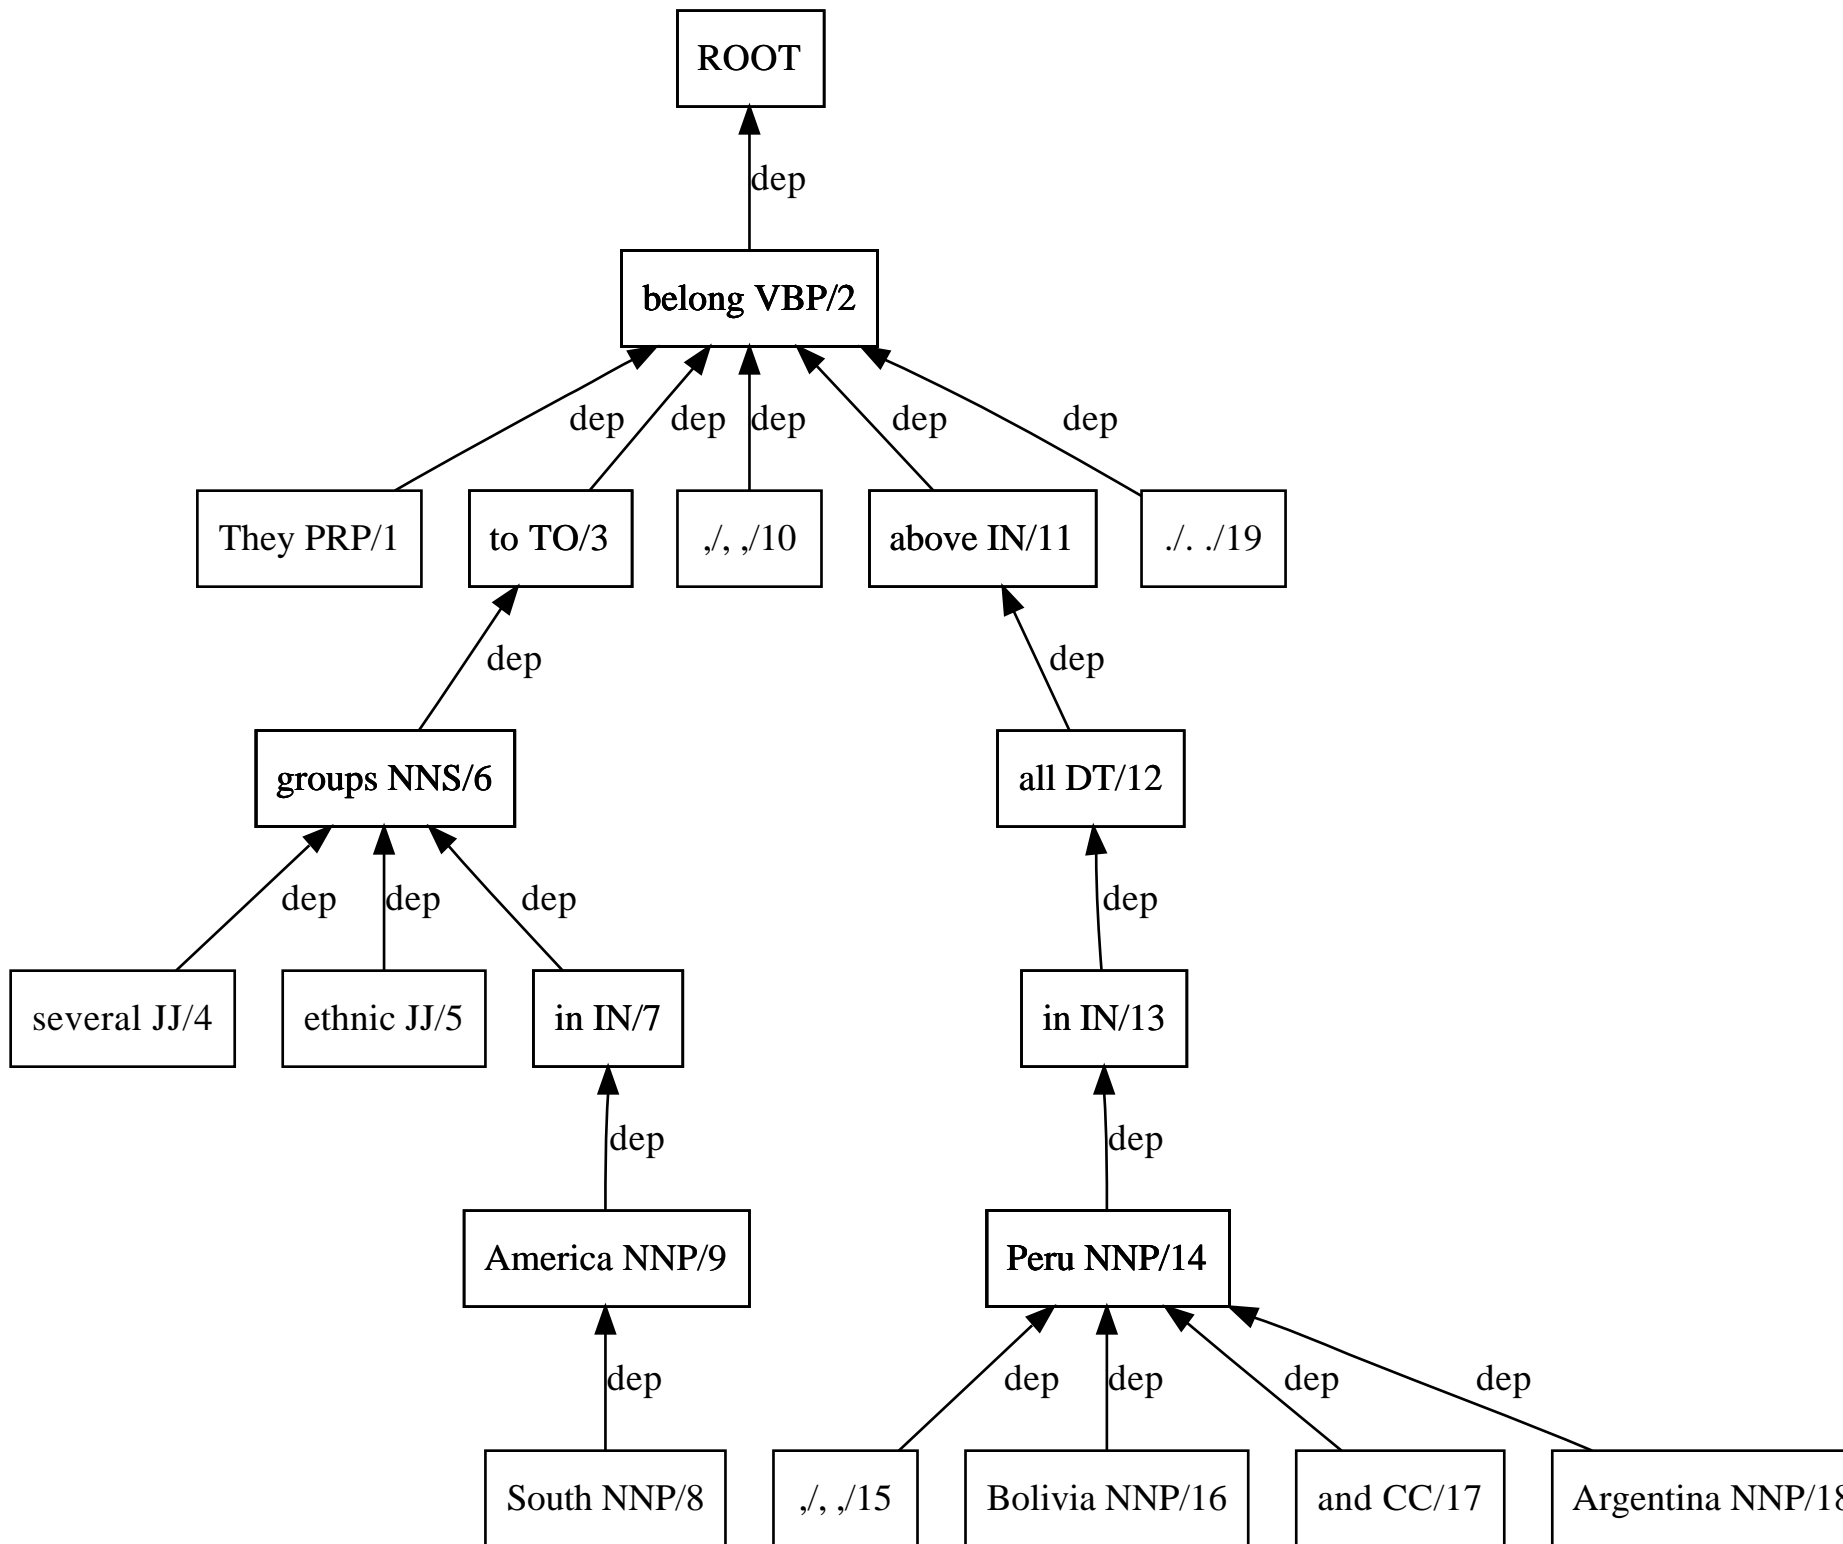 ROOT
dep
belong VBP/2
dep dep dep dep dep
They PRP/1 to TO/3 ,/, ,/10 above IN/11 ./. ./19
dep dep
groups NNS/6 all DT/12
dep dep dep dep
several JJ/4 ethnic JJ/5 in IN/7 in IN/13
dep dep
America NNP/9 Peru NNP/14
dep dep dep dep dep
South NNP/8 ,/, ,/15 Bolivia NNP/16 and CC/17 Argentina NNP/18